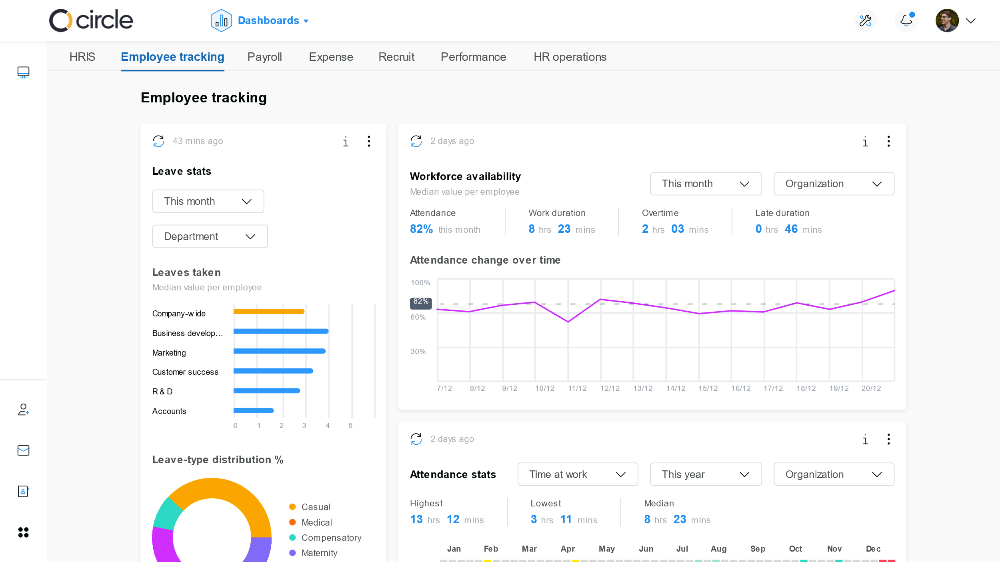 circle
Dashboards
HRIS
Employee tracking
Payroll
Expense
Recruit
Performance
HR operations
Employee tracking
43 mins ago
Leave stats
This month
Department
Leaves taken
Median value per employee
Company-wide
Business develop...
Marketing
Customer success
R & D
Accounts
0 1 2 3 4 5
Leave-type distribution %
Casual
Medical
Compensatory
Maternity
2 days ago
Workforce availability
Median value per employee
This month
Organization
Attendance
82% this month
Work duration
8 hrs 23 mins
Overtime
2 hrs 03 mins
Late duration
0 hrs 46 mins
Attendance change over time
100%
82%
60%
30%
7/12 8/12 9/12 10/12 11/12 12/12 13/12 14/12 15/12 16/12 17/12 18/12 19/12 20/12
2 days ago
Attendance stats
Time at work
This year
Organization
Highest
13 hrs 12 mins
Lowest
3 hrs 11 mins
Median
8 hrs 23 mins
Jan Feb Mar Apr May Jun Jul Aug Sep Oct Nov Dec